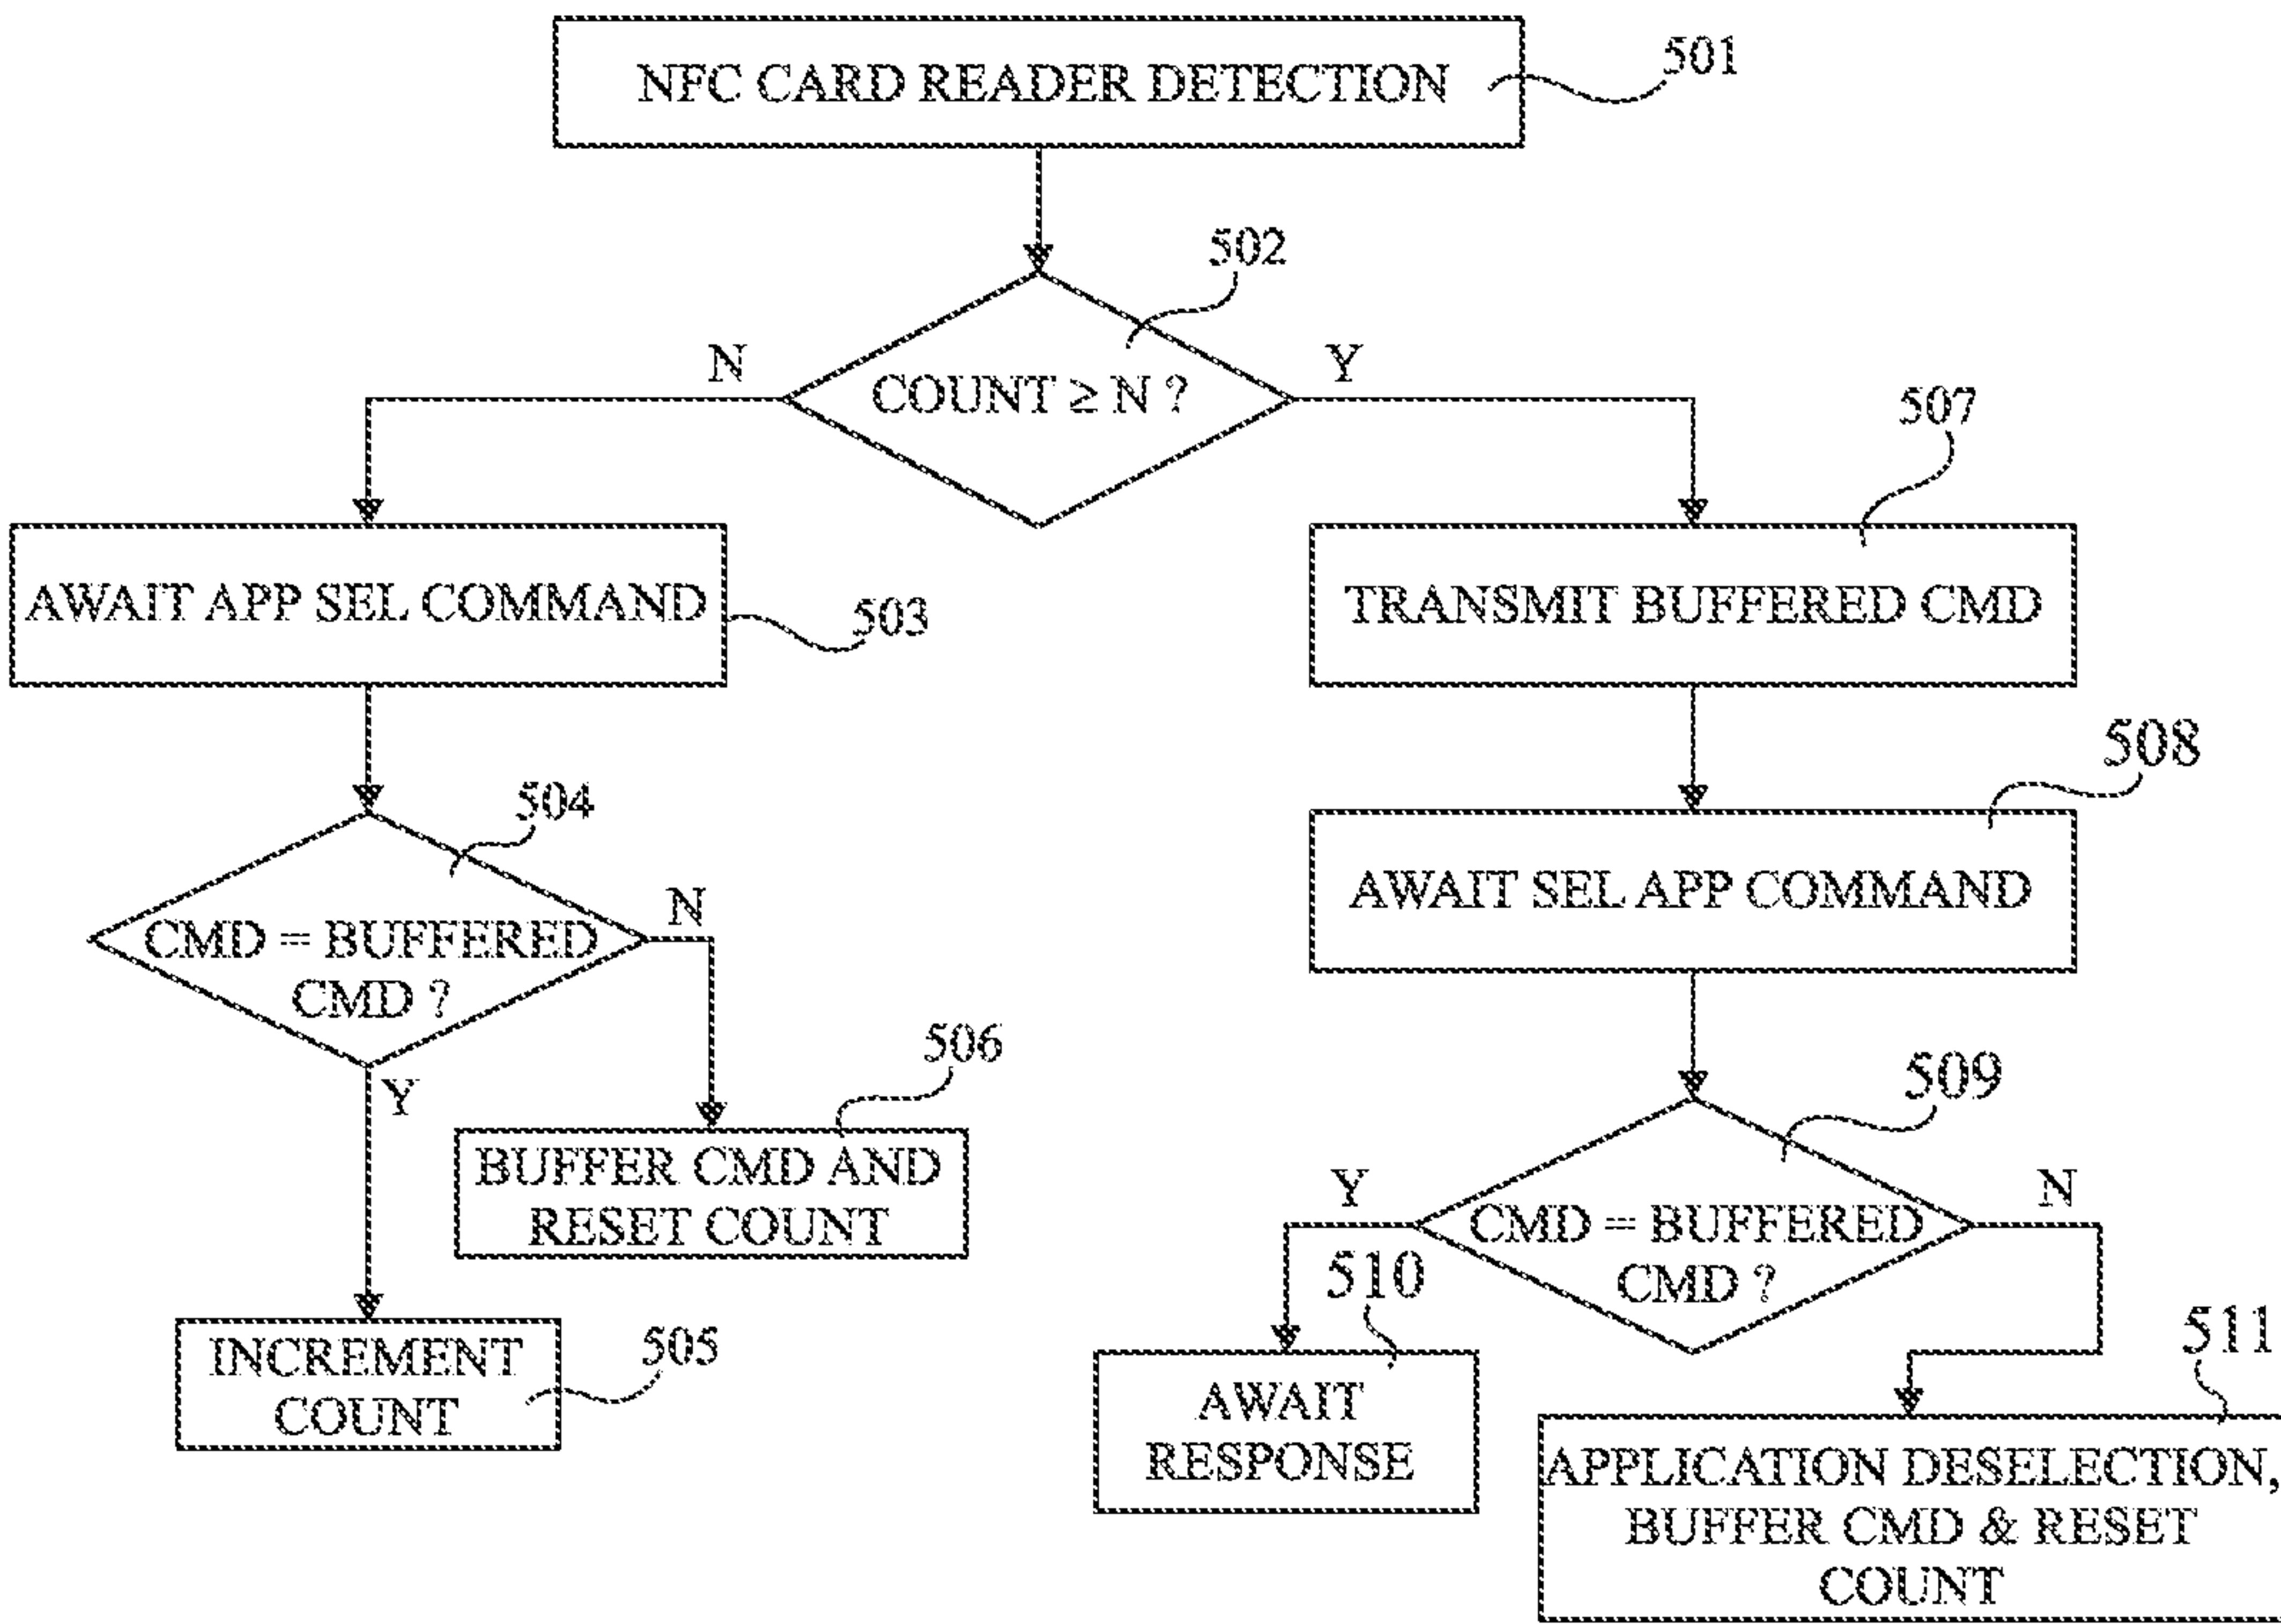 NFC CARD READER DETECTION
501
502
N
COUNT ≥ N ?
Y
507
AWAIT APP SEL COMMAND
503
TRANSMIT BUFFERED CMD
508
504
AWAIT SEL APP COMMAND
N
CMD = BUFFERED
CMD ?
506
509
Y
BUFFER CMD AND
RESET COUNT
Y
N
CMD = BUFFERED
CMD ?
510
511
INCREMENT
COUNT
505
AWAIT
RESPONSE
APPLICATION DESELECTION,
BUFFER CMD & RESET
COUNT